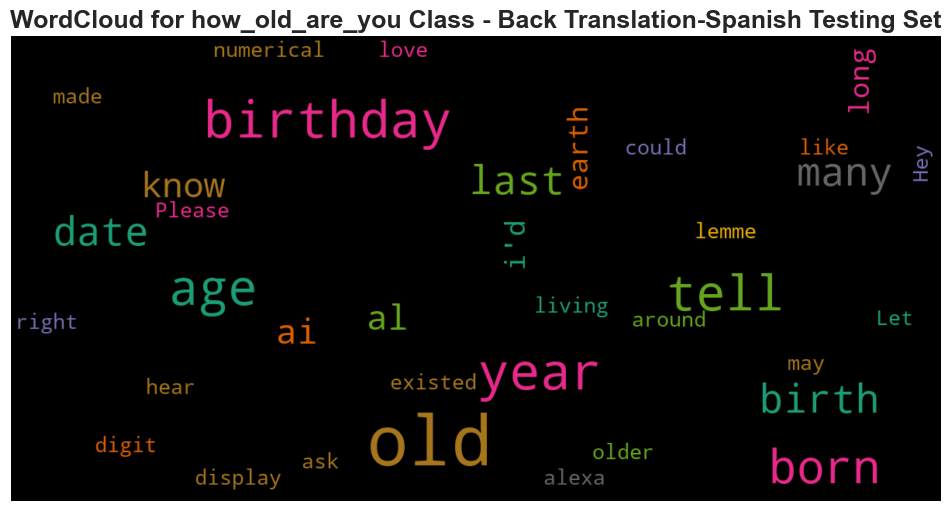 WordCloud for how_old_are_you Class - Back Translation-Spanish Testing Set
numerical
love
long
made
birthday
earth
could
like
Hey
many
know
last
Please
date
i'd
lemme
age
tell
living
al
around
Let
right
ai
year
may
hear
existed
birth
old
digit
older
ask
born
display
alexa